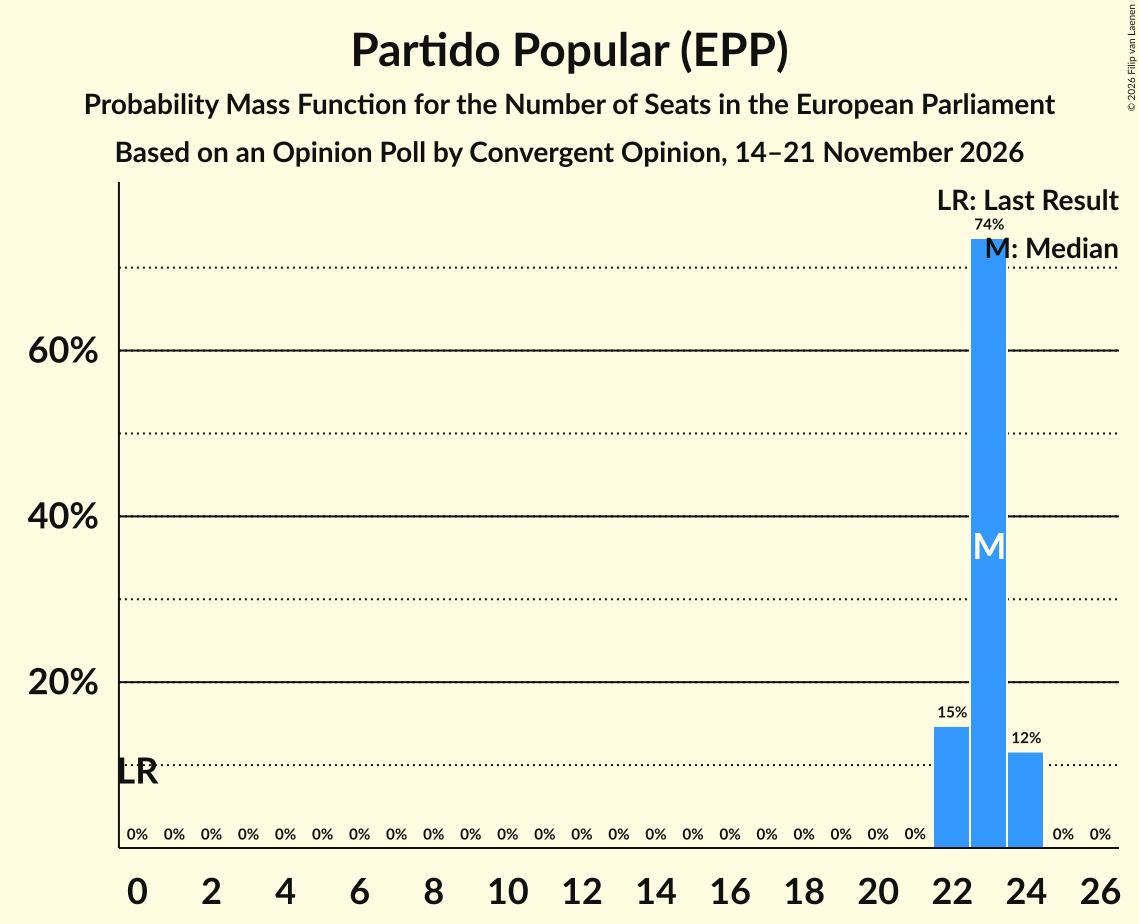 Partido Popular (EPP)
Probability Mass Function for the Number of Seats in the European Parliament
Based on an Opinion Poll by Convergent Opinion, 14–21 November 2026
© 2026 Filip van Laenen
LR: Last Result
74%
M: Median
60%
40%
M
20%
15%
12%
LR
0% 0% 0% 0% 0% 0% 0% 0% 0% 0% 0% 0% 0% 0% 0% 0% 0% 0% 0% 0% 0% 0% 0% 0%
0 2 4 6 8 10 12 14 16 18 20 22 24 26